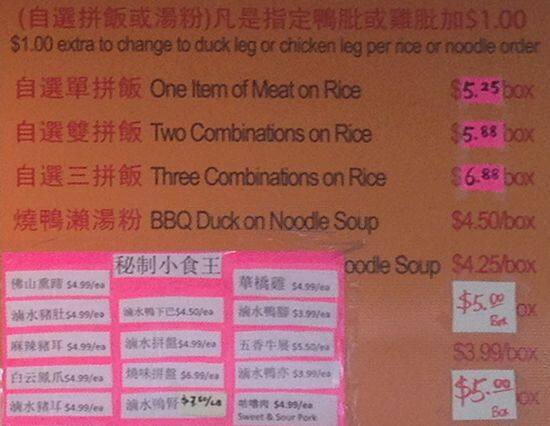 (自選拼飯或湯粉)凡是指定鴨肶或雞肶加$1.00
$1.00 extra to change to duck leg or chicken leg per rice or noodle order
自選單拼飯 One Item of Meat on Rice $5.25 box
自選雙拼飯 Two Combinations on Rice $5.88 box
自選三拼飯 Three Combinations on Rice $6.88 box
燒鴨瀨湯粉 BBQ Duck on Noodle Soup $4.50/box
oodle Soup $4.25/box
$5.00 Box ox
$3.99/box
$5.00 Box ox
秘制小食王
佛山熏蹄 $4.99/ea
滷水豬肚 $4.99/ea
麻辣豬耳 $4.99/ea
白云鳳爪 $4.99/ea
滷水豬耳 $4.99/ea
滷水鴨下巴 $4.50/ea
滷水拼盤 $4.99/ea
燒味拼盤 $6.99/ea
滷水鴨腎
華橋雞 $4.99/ea
滷水鴨腳 $3.99/ea
五香牛展 $5.50/ea
滷水鴨亦 $3.99/ea
咕嚕肉 $4.99/ea
Sweet & Sour Pork